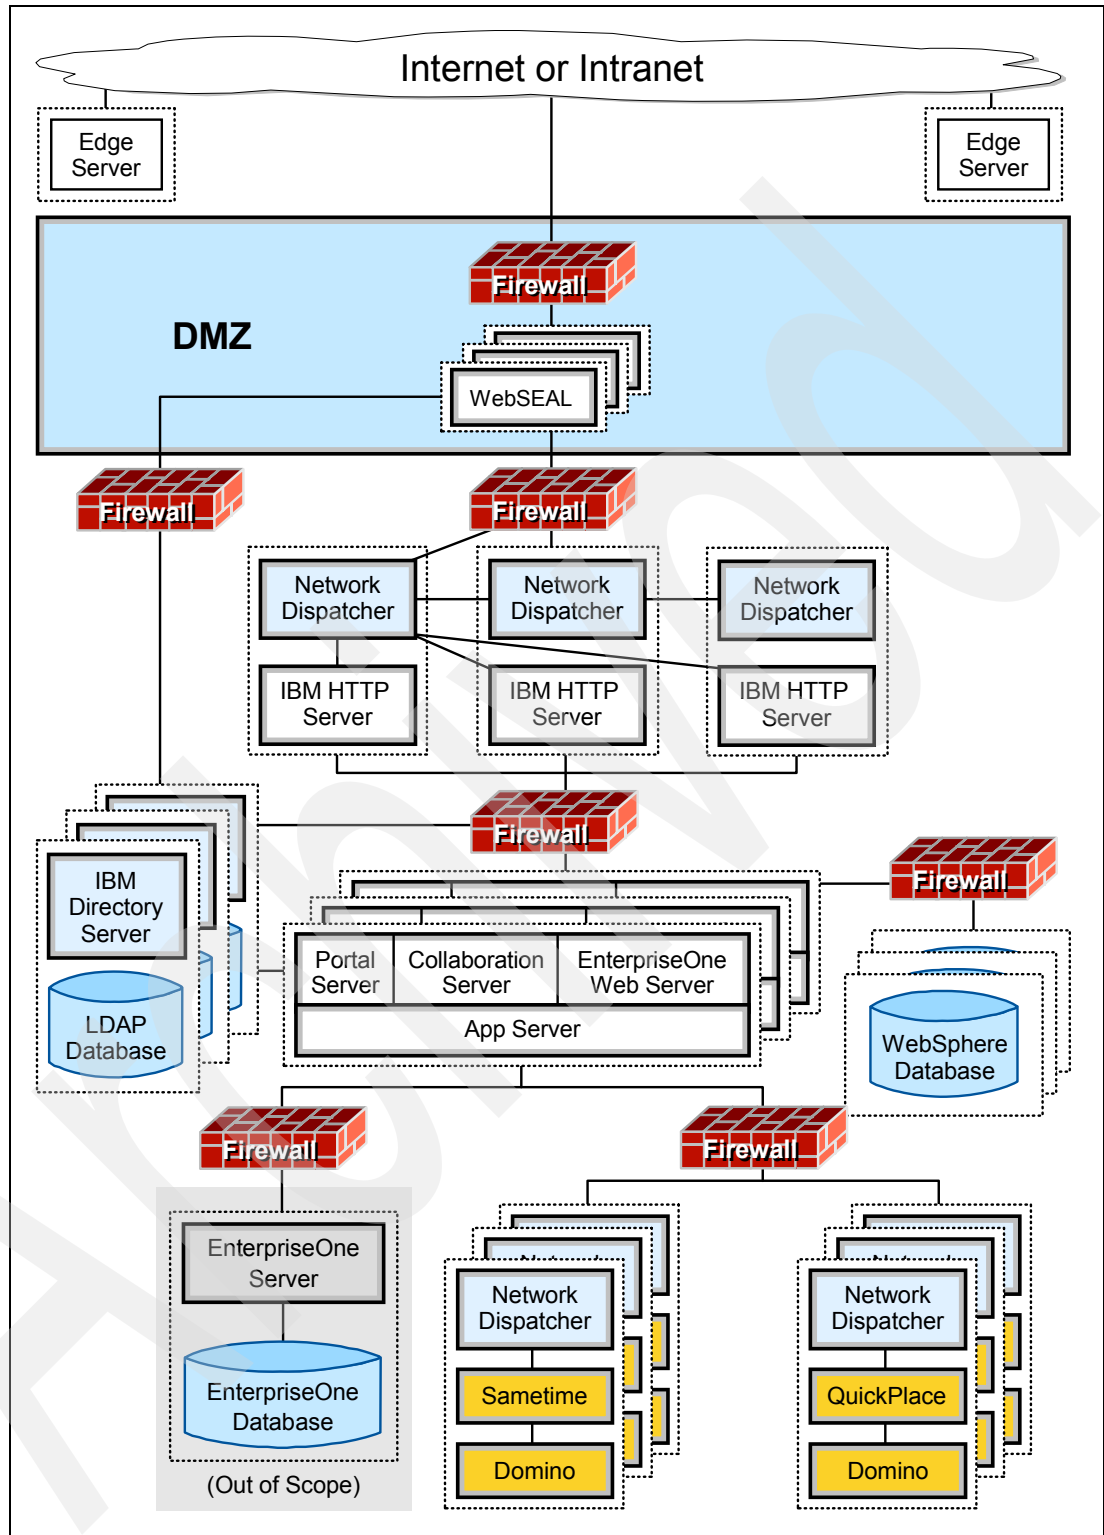 Internet or Intranet
Edge
Server
Edge
Server
Firewall
DMZ
WebSEAL
Firewall
Firewall
Network
Dispatcher
Network
Dispatcher
Network
Dispatcher
IBM HTTP
Server
IBM HTTP
Server
IBM HTTP
Server
Firewall
Firewall
IBM
Directory
Server
LDAP
Database
Portal
Server
Collaboration
Server
EnterpriseOne
Web Server
App Server
WebSphere
Database
Firewall
Firewall
EnterpriseOne
Server
EnterpriseOne
Database
(Out of Scope)
Network
Network
Dispatcher
Sametime
Domino
Network
Network
Dispatcher
QuickPlace
Domino
Archived